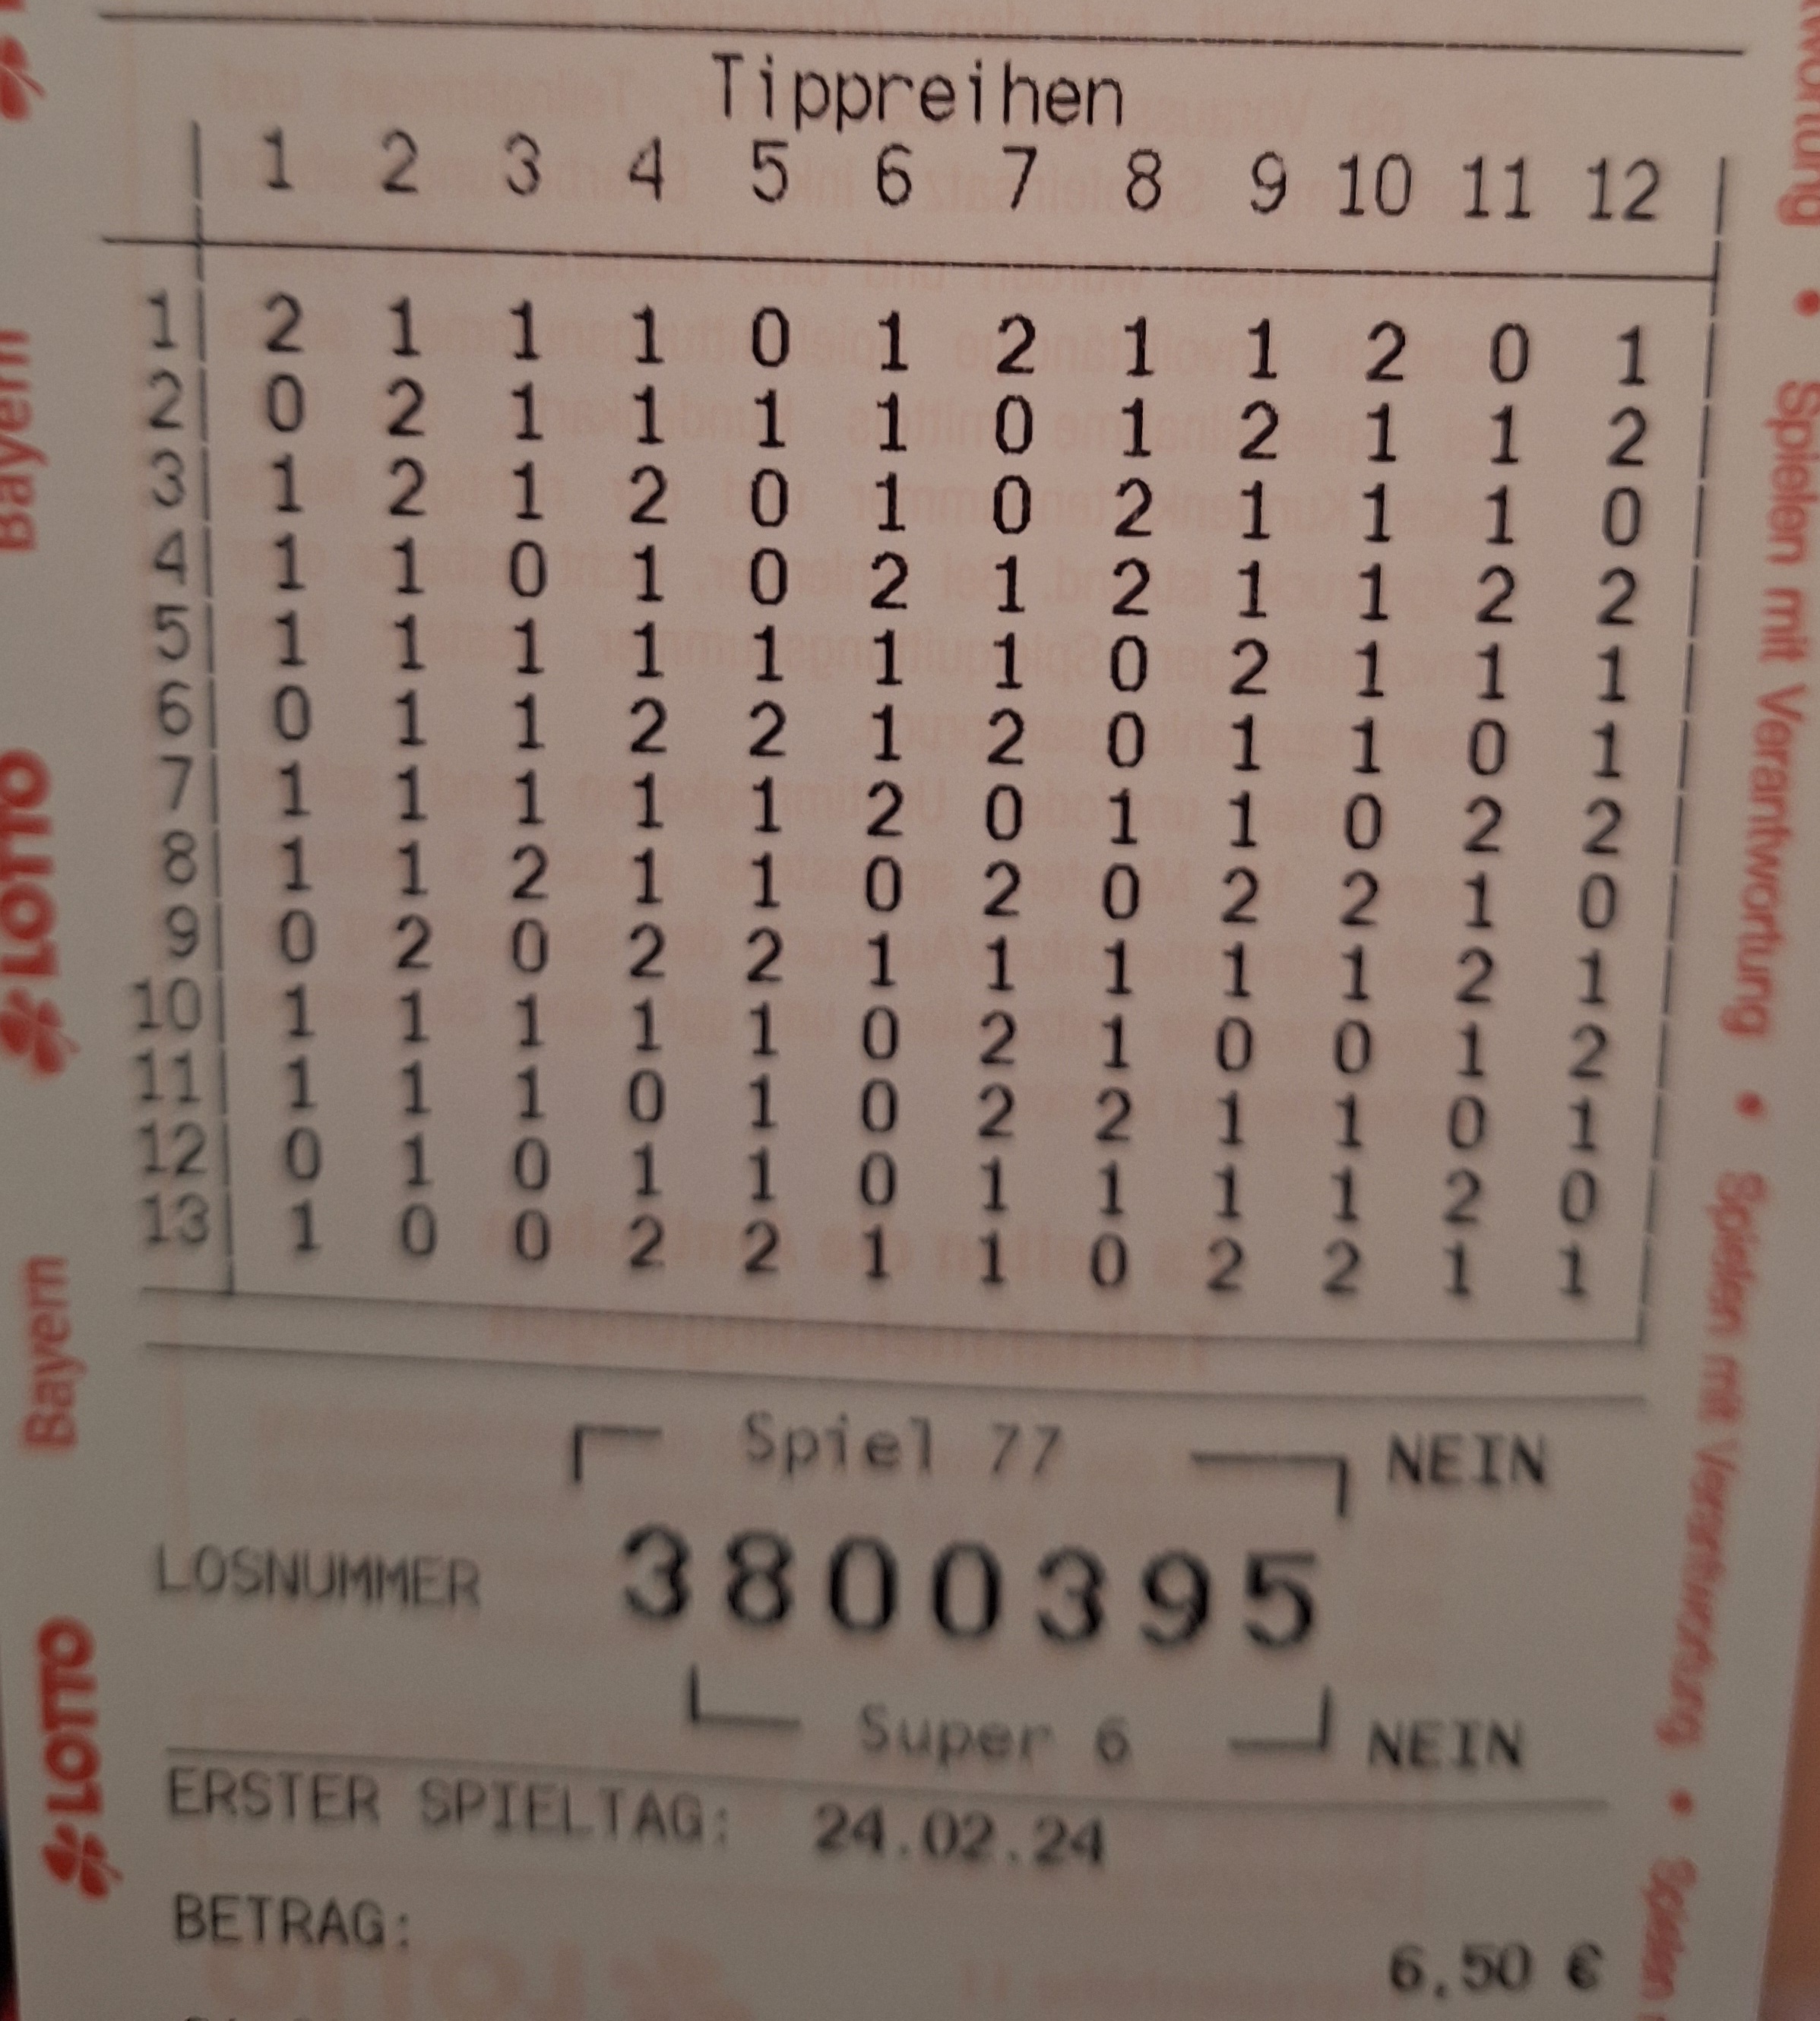 Tippreihen
1 2 3 4 5 6 7 8 9 10 11 12
1 2 1 1 1 0 1 2 1 1 2 0 1
2 0 2 1 1 1 1 0 1 2 1 1 2
3 1 2 1 2 0 1 0 2 1 1 1 0
4 1 1 0 1 0 2 1 2 1 1 2 2
5 1 1 1 1 1 1 1 0 2 1 1 1
6 0 1 1 2 2 1 2 0 1 1 0 1
7 1 1 1 1 1 2 0 1 1 0 2 2
8 1 1 2 1 1 0 2 0 2 2 1 0
9 0 2 0 2 2 1 1 1 1 1 2 1
10 1 1 1 1 1 0 2 1 0 0 1 2
11 1 1 1 0 1 0 2 2 1 1 0 1
12 0 1 0 1 1 0 1 1 1 1 2 0
13 1 0 0 2 2 1 1 0 2 2 1 1
Spiel 77 NEIN
LOSNUMMER 3800395
Super 6 NEIN
ERSTER SPIELTAG: 24.02.24
BETRAG:
6,50 €
Bayern
LOTTO
Bayern
LOTTO
• Spielen mit Verantwortung • Spielen mit Verantwortung • Spielen